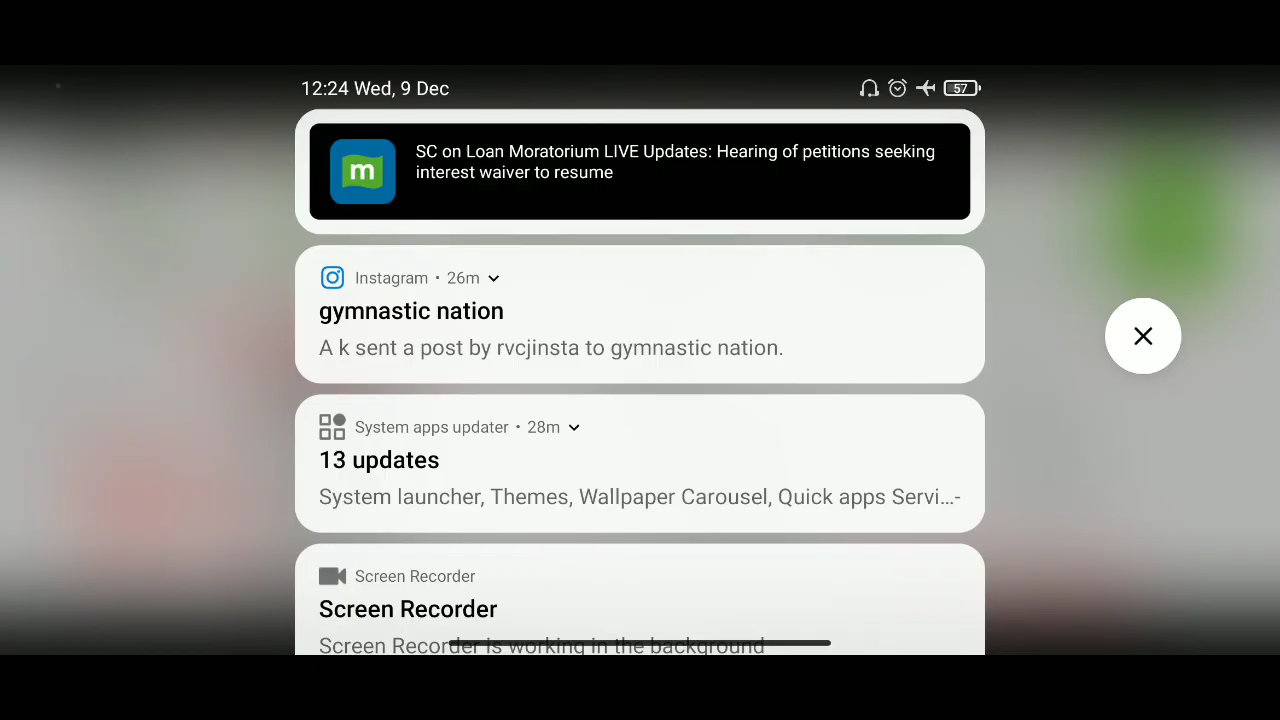 12:24 Wed, 9 Dec
57
m
SC on Loan Moratorium LIVE Updates: Hearing of petitions seeking
interest waiver to resume
Instagram • 26m
gymnastic nation
A k sent a post by rvcjinsta to gymnastic nation.
System apps updater • 28m
13 updates
System launcher, Themes, Wallpaper Carousel, Quick apps Servi...-
Screen Recorder
Screen Recorder
Screen Recorder is working in the background